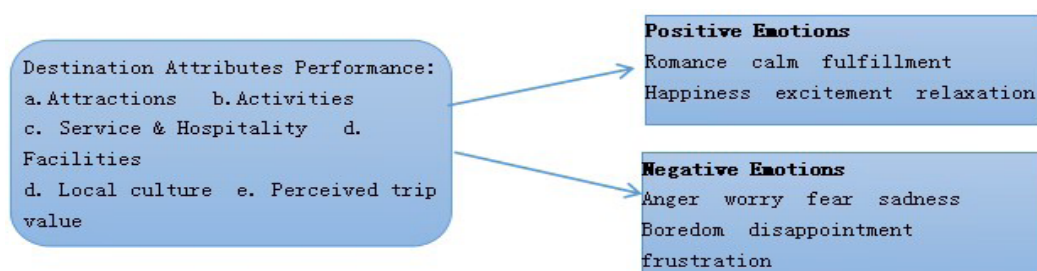 Destination Attributes Performance:
a.Attractions b.Activities
c. Service & Hospitality d.
Facilities
d. Local culture e. Perceived trip
value
Positive Emotions
Romance calm fulfillment
Happiness excitement relaxation
Negative Emotions
Anger worry fear sadness
Boredom disappointment
frustration